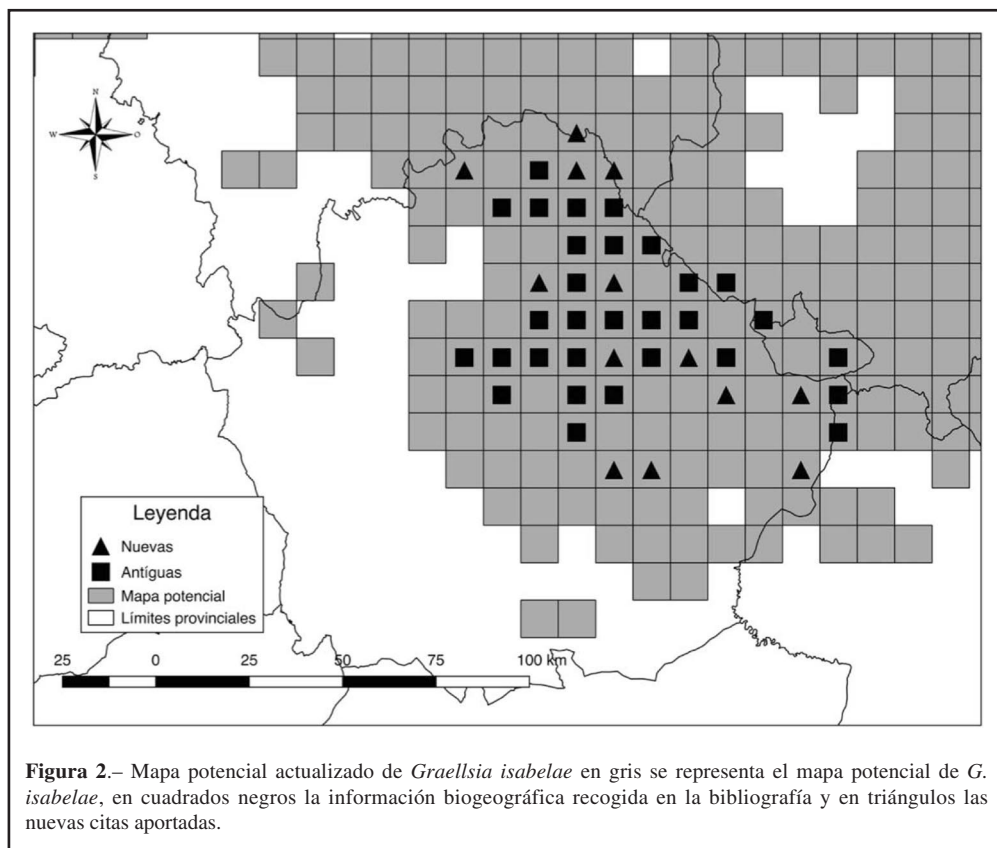 N
W O
S
Leyenda
Nuevas
Antíguas
Mapa potencial
Límites provinciales
25 0 25 50 75 100 km
Figura 2.– Mapa potencial actualizado de Graellsia isabelae en gris se representa el mapa potencial de G.
isabelae, en cuadrados negros la información biogeográfica recogida en la bibliografía y en triángulos las
nuevas citas aportadas.